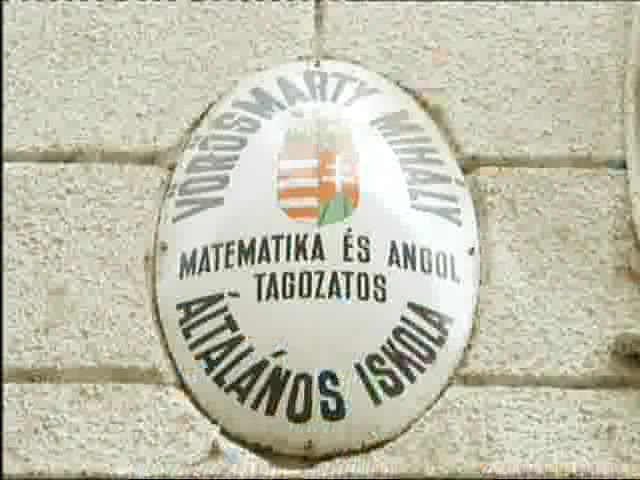 VÖRÖSMARTY MIHÁLY
MATEMATIKA ÉS ANGOL
TAGOZATOS
ÁLTALÁNOS ISKOLA